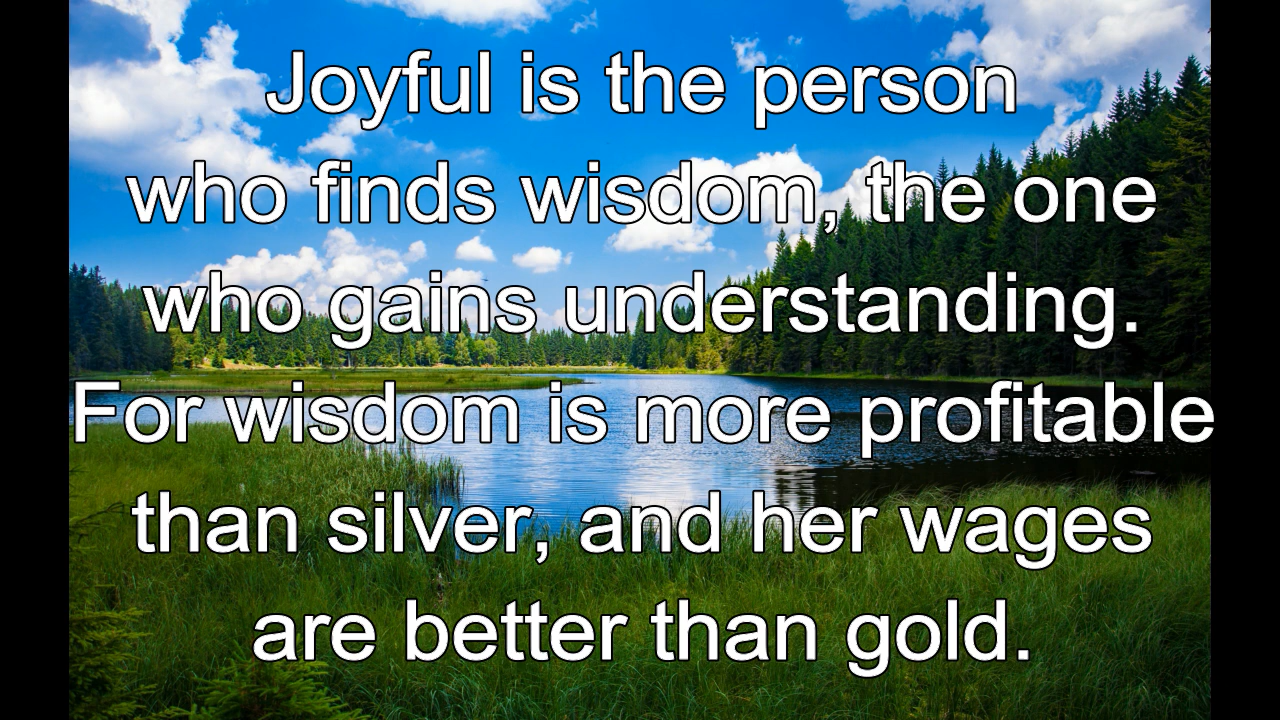 Joyful is the person
who finds wisdom, the one
who gains understanding.
For wisdom is more profitable
than silver, and her wages
are better than gold.